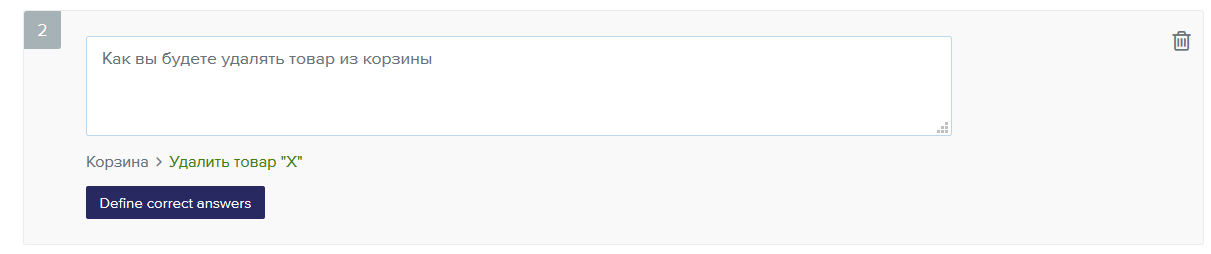 2
Как вы будете удалять товар из корзины
Корзина > Удалить товар "X"
Define correct answers